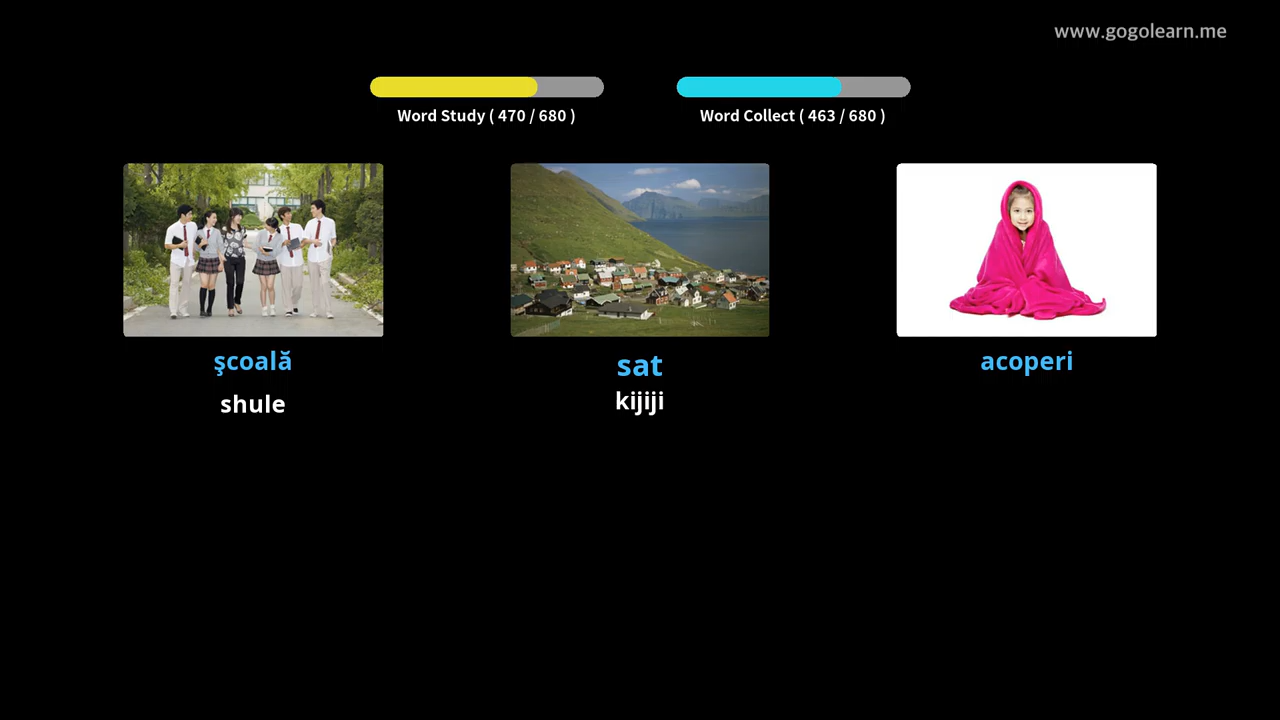 www.gogolearn.me
Word Study ( 470 / 680 )
Word Collect ( 463 / 680 )
şcoală
shule
sat
kijiji
acoperi